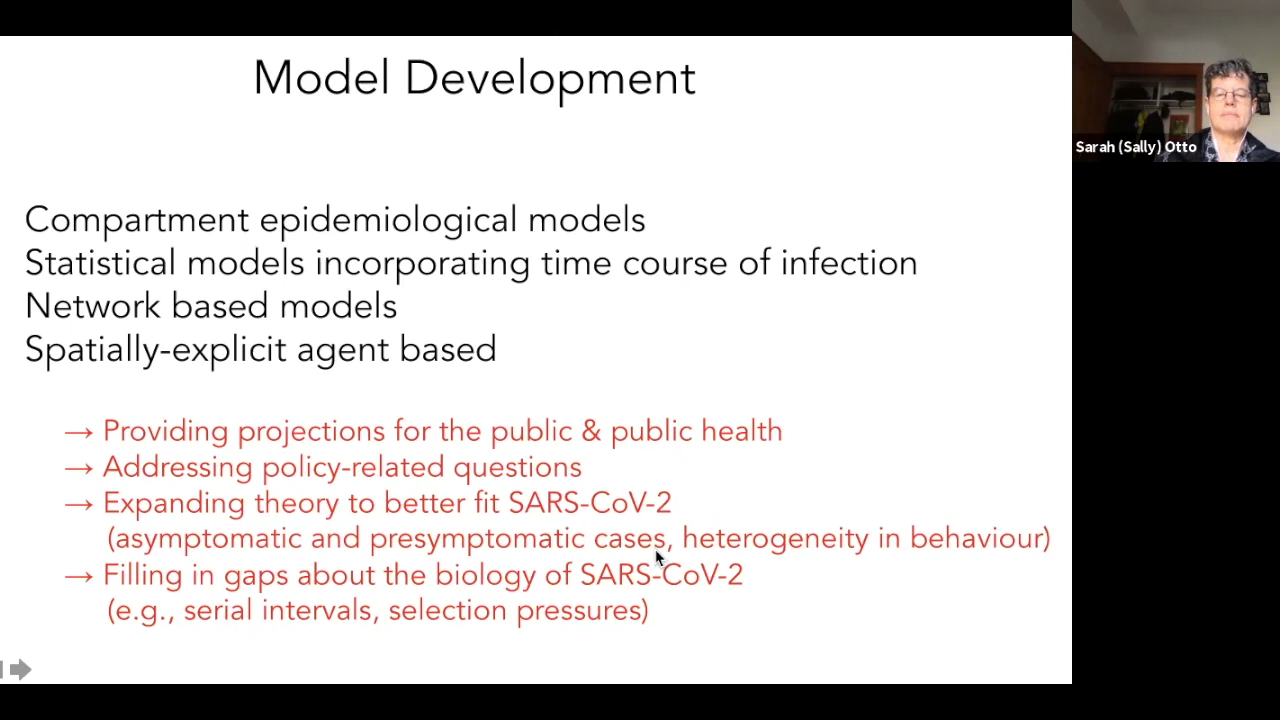 Model Development
Sarah (Sally) Otto
Compartment epidemiological models
Statistical models incorporating time course of infection
Network based models
Spatially-explicit agent based
→ Providing projections for the public & public health
→ Addressing policy-related questions
→ Expanding theory to better fit SARS-CoV-2
(asymptomatic and presymptomatic cases, heterogeneity in behaviour)
→ Filling in gaps about the biology of SARS-CoV-2
(e.g., serial intervals, selection pressures)